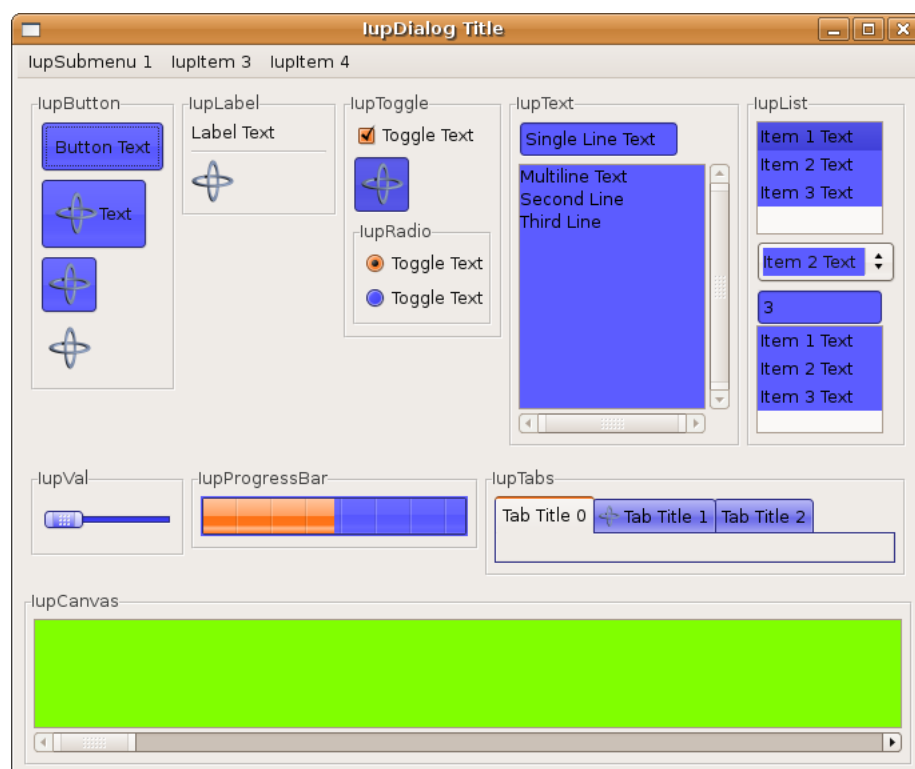 IupDialog Title
IupSubmenu 1 IupItem 3 IupItem 4
IupButton
Button Text
Text
IupLabel
Label Text
IupToggle
Toggle Text
IupRadio
Toggle Text
Toggle Text
IupText
Single Line Text
Multiline Text
Second Line
Third Line
IupList
Item 1 Text
Item 2 Text
Item 3 Text
Item 2 Text
3
Item 1 Text
Item 2 Text
Item 3 Text
IupVal
IupProgressBar
IupTabs
Tab Title 0 Tab Title 1 Tab Title 2
IupCanvas